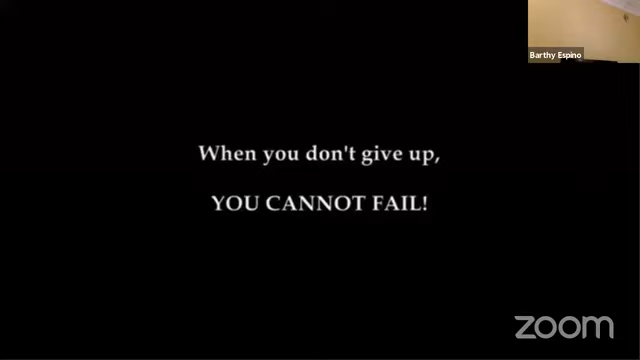 Barthy Espino
When you don't give up,
YOU CANNOT FAIL!
zoom